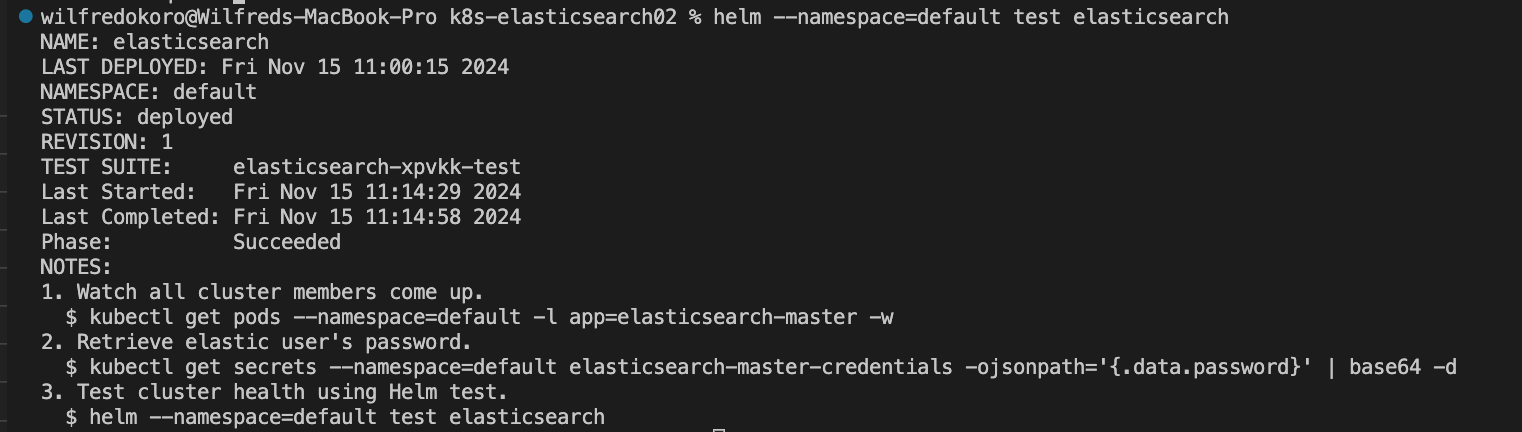 wilfredokoro@Wilfreds-MacBook-Pro k8s-elasticsearch02 % helm --namespace=default test elasticsearch
NAME: elasticsearch
LAST DEPLOYED: Fri Nov 15 11:00:15 2024
NAMESPACE: default
STATUS: deployed
REVISION: 1
TEST SUITE:     elasticsearch-xpvkk-test
Last Started:   Fri Nov 15 11:14:29 2024
Last Completed: Fri Nov 15 11:14:58 2024
Phase:          Succeeded
NOTES:
1. Watch all cluster members come up.
  $ kubectl get pods --namespace=default -l app=elasticsearch-master -w
2. Retrieve elastic user's password.
  $ kubectl get secrets --namespace=default elasticsearch-master-credentials -ojsonpath='{.data.password}' | base64 -d
3. Test cluster health using Helm test.
  $ helm --namespace=default test elasticsearch